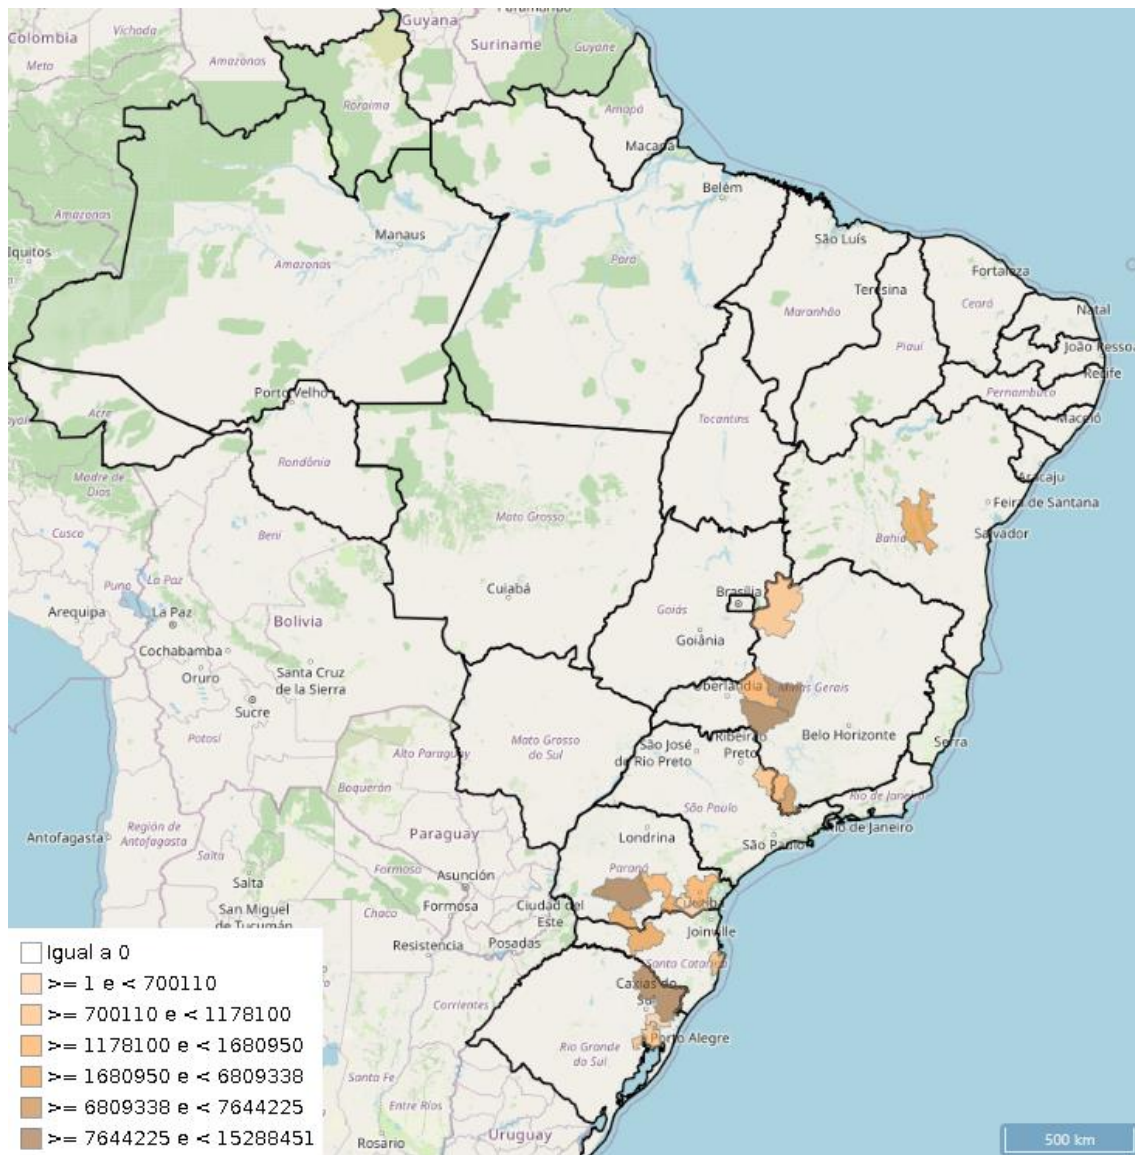 Paramaribo
Guyana
Colombia
Vichada
Suriname
Guyane
Meta
Amazonas
Roraima
Amapá
Macapá
Belém
Amazonas
Manaus
São Luís
Iquitos
Amazonas
Pará
Fortaleza
Teresina
Ceará
Maranhão
Natal
Piauí
João Pessoa
Recife
Porto Velho
Pernambuco
Acre
Tocantins
Maceió
Rondônia
Madre de
Dios
Aracaju
Feira de Santana
Mato Grosso
Cusco
Beni
Bahia
Salvador
Puno
La Paz
Cuiabá
Brasília
Arequipa
La Paz
Goiás
Bolivia
Goiânia
Cochabamba
Santa Cruz
de la Sierra
Oruro
Uberlândia
Minas Gerais
Sucre
Potosí
Mato Grosso
do Sul
Alto Paraguay
São José
do Rio Preto
Ribeirão
Preto
Belo Horizonte
Serra
Boquerán
São Paulo
Rio de Janeiro
Antofagasta
Región de
Antofagasta
Paraguay
Londrina
São Paulo
Rio de Janeiro
Salta
Paraná
Salta
Formosa
Asunción
San Miguel
de Tucumán
Chaco
Formosa
Ciudad del
Este
Curitiba
Joinville
Resistencia
Posadas
Santa Catarina
Caxias do
Sul
Corrientes
Porto Alegre
Rio Grande
do Sul
Santa Fe
Entre Ríos
Rosario
Uruguay
Igual a 0
>= 1 e < 700110
>= 700110 e < 1178100
>= 1178100 e < 1680950
>= 1680950 e < 6809338
>= 6809338 e < 7644225
>= 7644225 e < 15288451
500 km